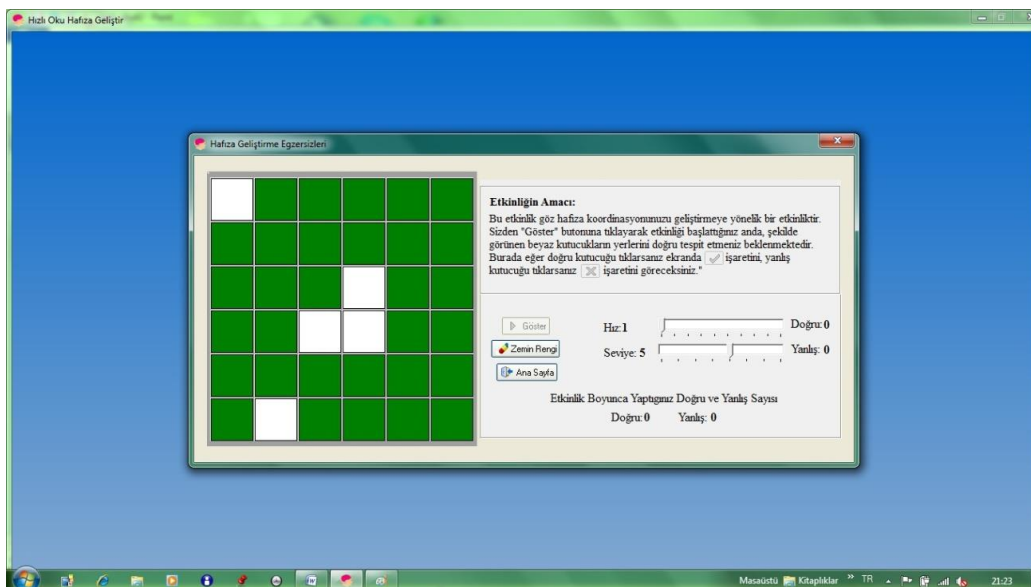 Hızlı Oku Hafıza Geliştir
Hafıza Geliştirme Egzersizleri
Etkinliğin Amacı:
Bu etkinlik göz hafıza koordinasyonunuzu geliştirmeye yönelik bir etkinliktir.
Sizden "Göster" butonuna tıklayarak etkinliği başlattığınız anda, şekilde
görünen beyaz kutucukların yerlerini doğru tespit etmeniz beklenmektedir.
Burada eğer doğru kutucuğu tıklarsanız ekranda işaretini, yanlış
kutucuğu tıklarsanız işaretini göreceksiniz."
Göster
Hız:1
Doğru:0
Zemin Rengi
Seviye: 5
Yanlış: 0
Ana Sayfa
Etkinlik Boyunca Yaptığınız Doğru ve Yanlış Sayısı
Doğru:0 Yanlış: 0
Masaüstü Kitaplıklar » TR 21:23